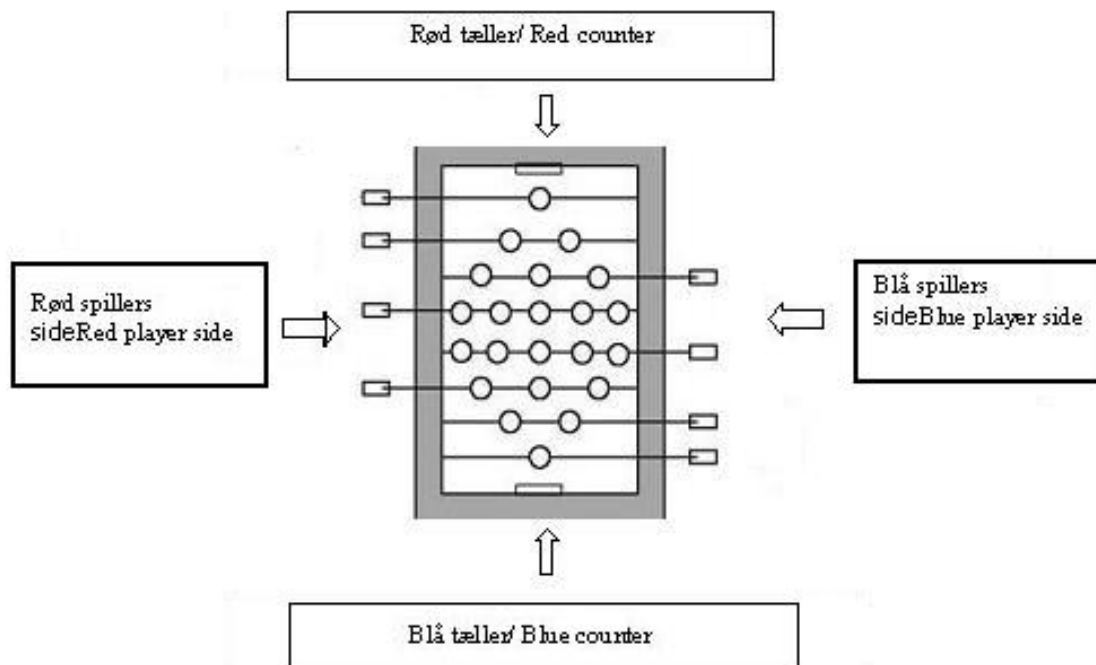 Rød tæller/ Red counter
Rød spillers
sideRed player side
Blå spillers
sideBlue player side
Blå tæller/ Blue counter